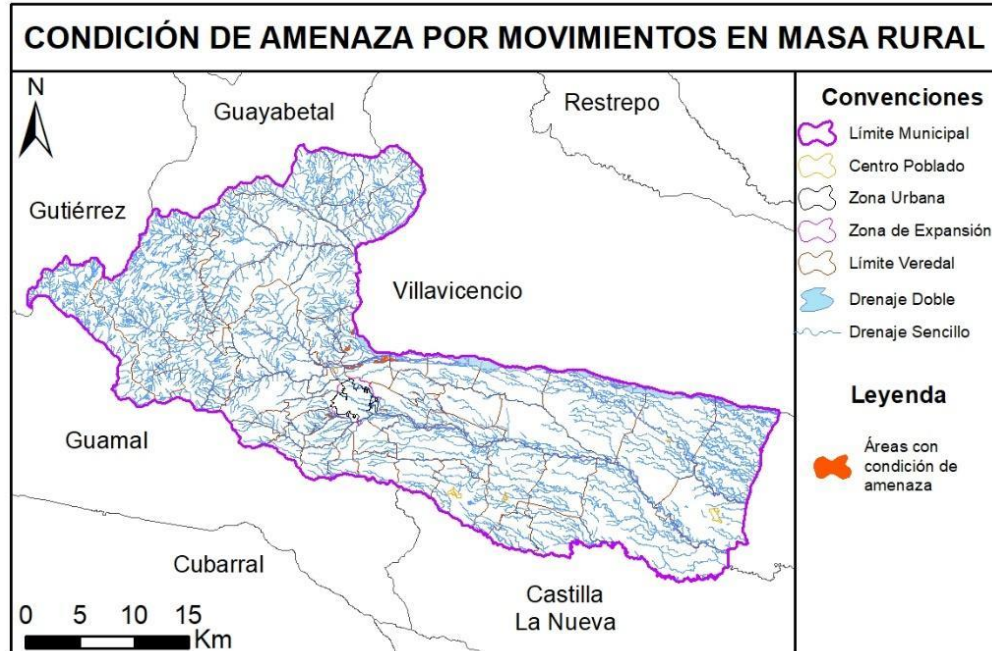 CONDICIÓN DE AMENAZA POR MOVIMIENTOS EN MASA RURAL
N
Guayabetal
Restrepo
Gutiérrez
Villavicencio
Guamal
Cubarral
Castilla
La Nueva
0 5 10 15
Km
Convenciones
Límite Municipal
Centro Poblado
Zona Urbana
Zona de Expansión
Límite Veredal
Drenaje Doble
Drenaje Sencillo
Leyenda
Áreas con
condición de
amenaza